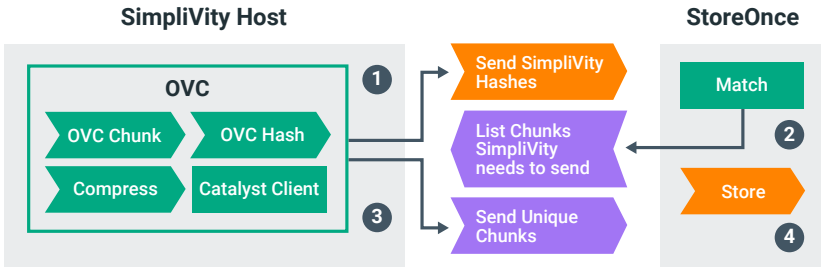 SimpliVity Host
StoreOnce
OVC
1
OVC Chunk
OVC Hash
Compress
Catalyst Client
3
Send SimpliVity
Hashes
List Chunks
SimpliVity
needs to send
Send Unique
Chunks
Match
2
Store
4